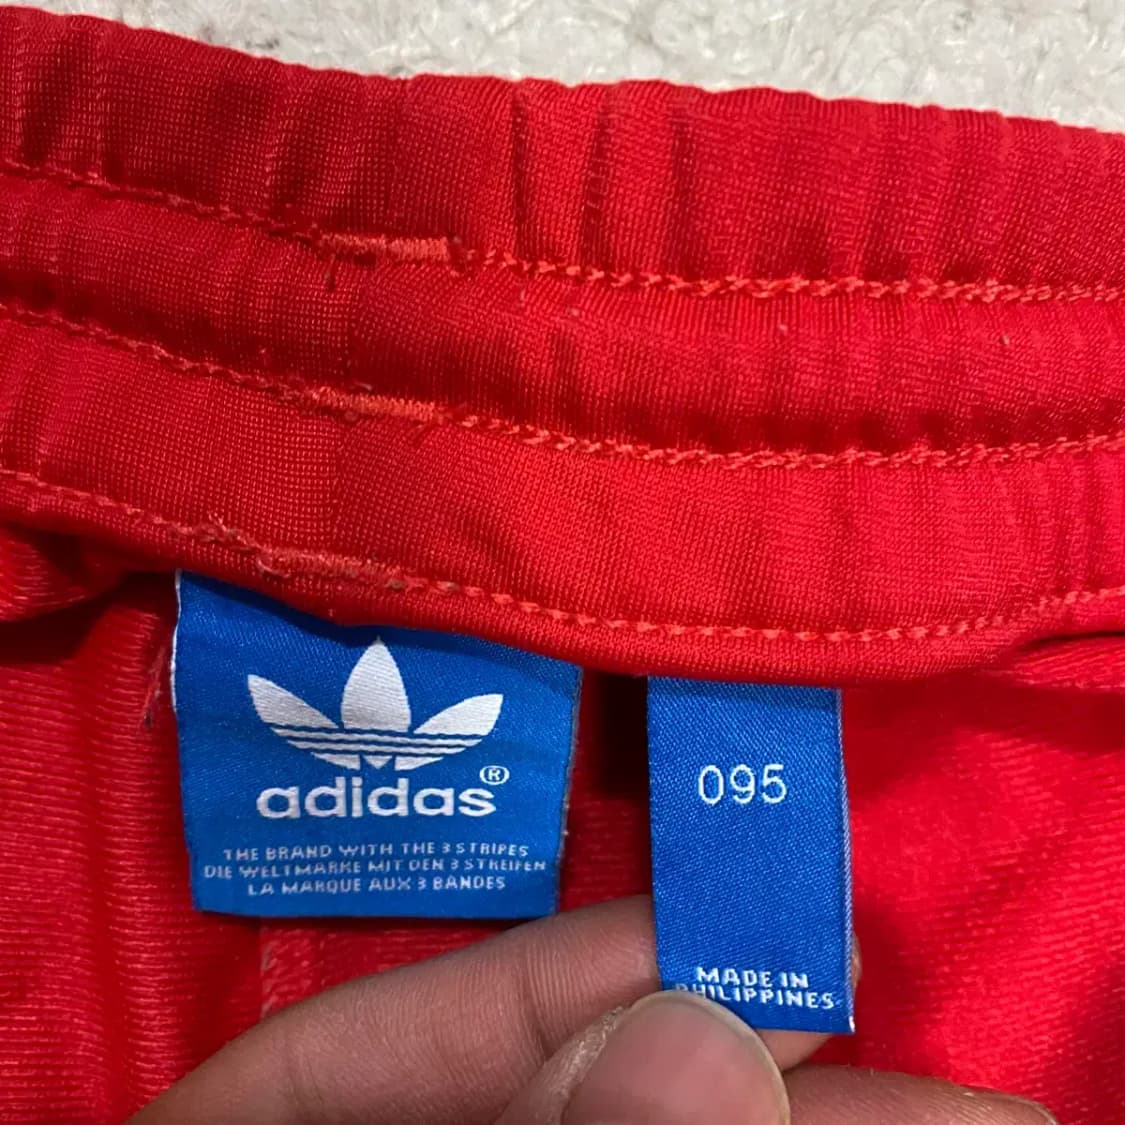 adidas®
THE BRAND WITH THE 3 STRIPES
DIE WELTMARKE MIT DEN 3 STREIFEN
LA MARQUE AUX 3 BANDES
095
MADE IN
PHILIPPINES